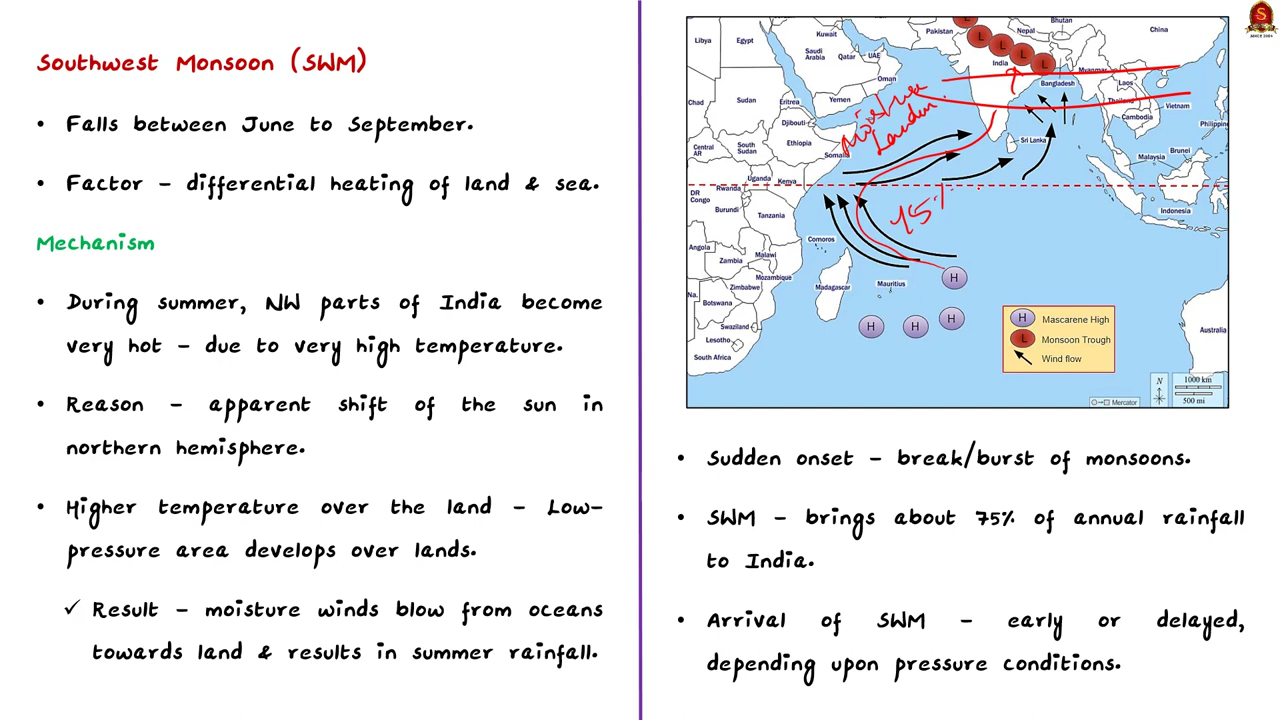 Southwest Monsoon (SWM)
• Falls between June to September.
• Factor – differential heating of land & sea.
Mechanism
• During summer, NW parts of India become
very hot – due to very high temperature.
• Reason – apparent shift of the sun in
northern hemisphere.
• Higher temperature over the land – Low-
pressure area develops over lands.
✓ Result – moisture winds blow from oceans
towards land & results in summer rainfall.
Libya
Egypt
Kuwait
Saudi
Arabia
Qatar
UAE
Oman
Pakistan
Nepal
Bhutan
China
India
Bangladesh
Myanmar
Laos
Thailand
Vietnam
Cambodia
Philippin
Chad
Sudan
Eritrea
Yemen
Djibouti
Ethiopia
Central
AR
South
Sudan
Somali
Sri Lanka
Malaysia
Brunei
Uganda
Kenya
DR
Congo
Rwanda
Burundi
Tanzania
Indonesia
Comoros
Angola
Zambia
Malawi
Mozambique
Madagascar
Mauritius
Na.
Zimbabwe
Botswana
Swaziland
Lesotho
South Africa
Australia
moisture
Laudin
75%
L
L
L
L
L
H
H
H
H
H Mascarene High
L Monsoon Trough
Wind flow
N
1000 km
500 mi
Mercator
S
SINCE 2004
• Sudden onset – break/burst of monsoons.
• SWM – brings about 75% of annual rainfall
to India.
• Arrival of SWM – early or delayed,
depending upon pressure conditions.